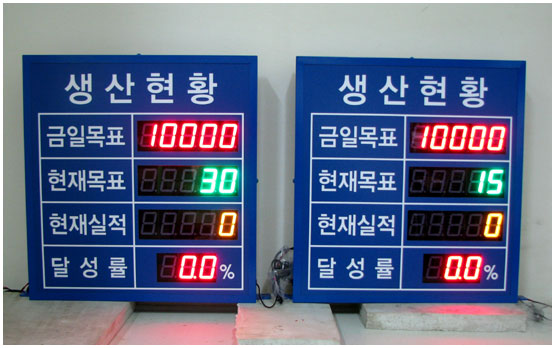 생산현황
금일목표 10000
현재목표 30
현재실적 0
달성률 0.0 %
생산현황
금일목표 10000
현재목표 15
현재실적 0
달성률 0.0 %